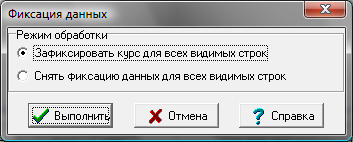 Фиксация данных
Режим обработки
Зафиксировать курс для всех видимых строк
Снять фиксацию данных для всех видимых строк
Выполнить
Отмена
? Справка